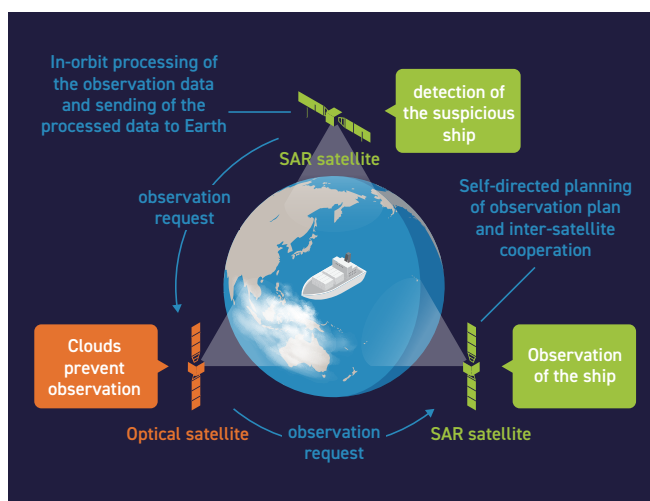 In-orbit processing of
the observation data
and sending of the
processed data to Earth
detection of
the suspicious
ship
SAR satellite
observation
request
Self-directed planning
of observation plan
and inter-satellite
cooperation
Clouds
prevent
observation
Observation
of the ship
Optical satellite
observation
request
SAR satellite